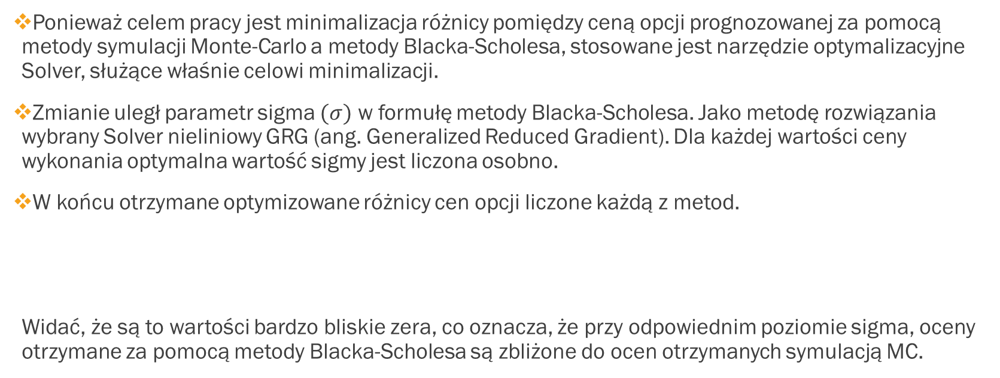 ❖Ponieważ celem pracy jest minimalizacja różnicy pomiędzy ceną opcji prognozowanej za pomocą
metody symulacji Monte-Carlo a metody Blacka-Scholesa, stosowane jest narzędzie optymalizacyjne
Solver, służące właśnie celowi minimalizacji.
❖Zmianie uległ parametr sigma (σ) w formułę metody Blacka-Scholesa. Jako metodę rozwiązania
wybrany Solver nieliniowy GRG (ang. Generalized Reduced Gradient). Dla każdej wartości ceny
wykonania optymalna wartość sigmy jest liczona osobno.
❖W końcu otrzymane optymizowane różnicy cen opcji liczone każdą z metod.
Widać, że są to wartości bardzo bliskie zera, co oznacza, że przy odpowiednim poziomie sigma, oceny
otrzymane za pomocą metody Blacka-Scholesa są zbliżone do ocen otrzymanych symulacją MC.